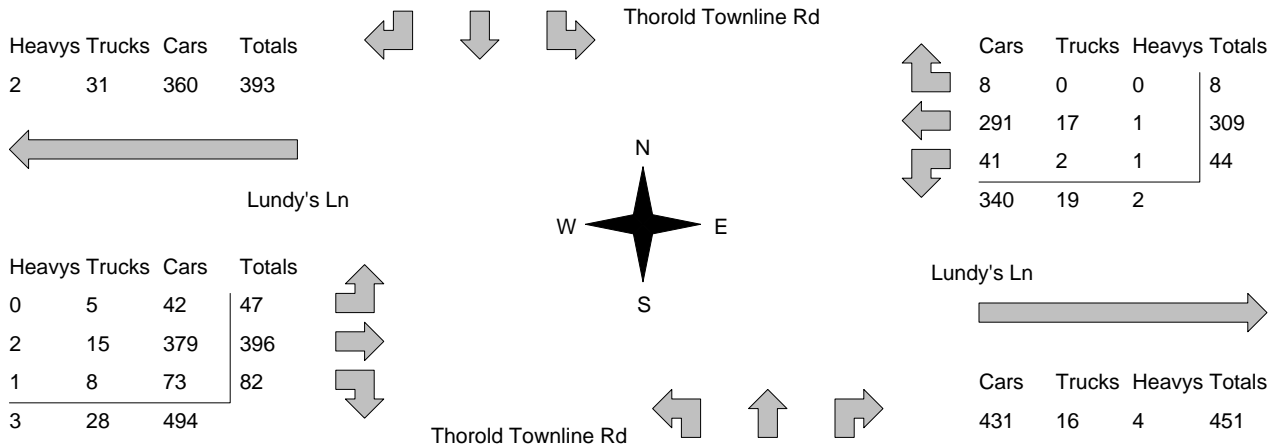 Thorold Townline Rd
Heavys Trucks Cars Totals
2 31 360 393
Cars Trucks Heavys Totals
8 0 0 8
291 17 1 309
41 2 1 44
340 19 2
Lundy's Ln
N
W E
S
Heavys Trucks Cars Totals
0 5 42 47
2 15 379 396
1 8 73 82
3 28 494
Lundy's Ln
Cars Trucks Heavys Totals
431 16 4 451
Thorold Townline Rd